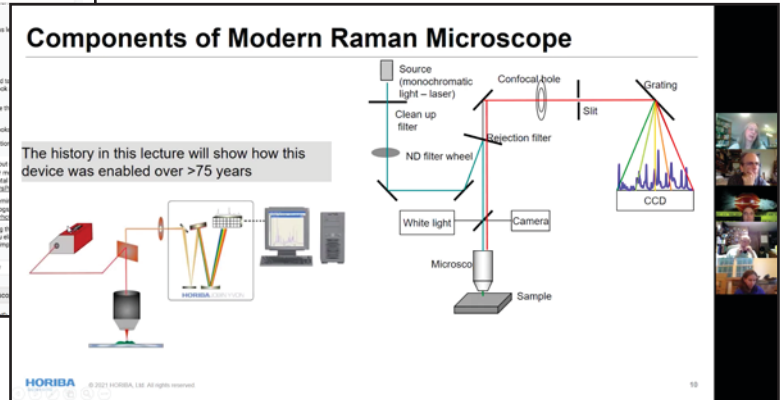 Components of Modern Raman Microscope
Source
(monochromatic
light – laser)
Clean up
filter
ND filter wheel
Confocal hole
Slit
Grating
Rejection filter
CCD
White light
Camera
Microsco
Sample
The history in this lecture will show how this
device was enabled over >75 years
HORIBA
HORIBA
© 2021 HORIBA, Ltd. All rights reserved.
10